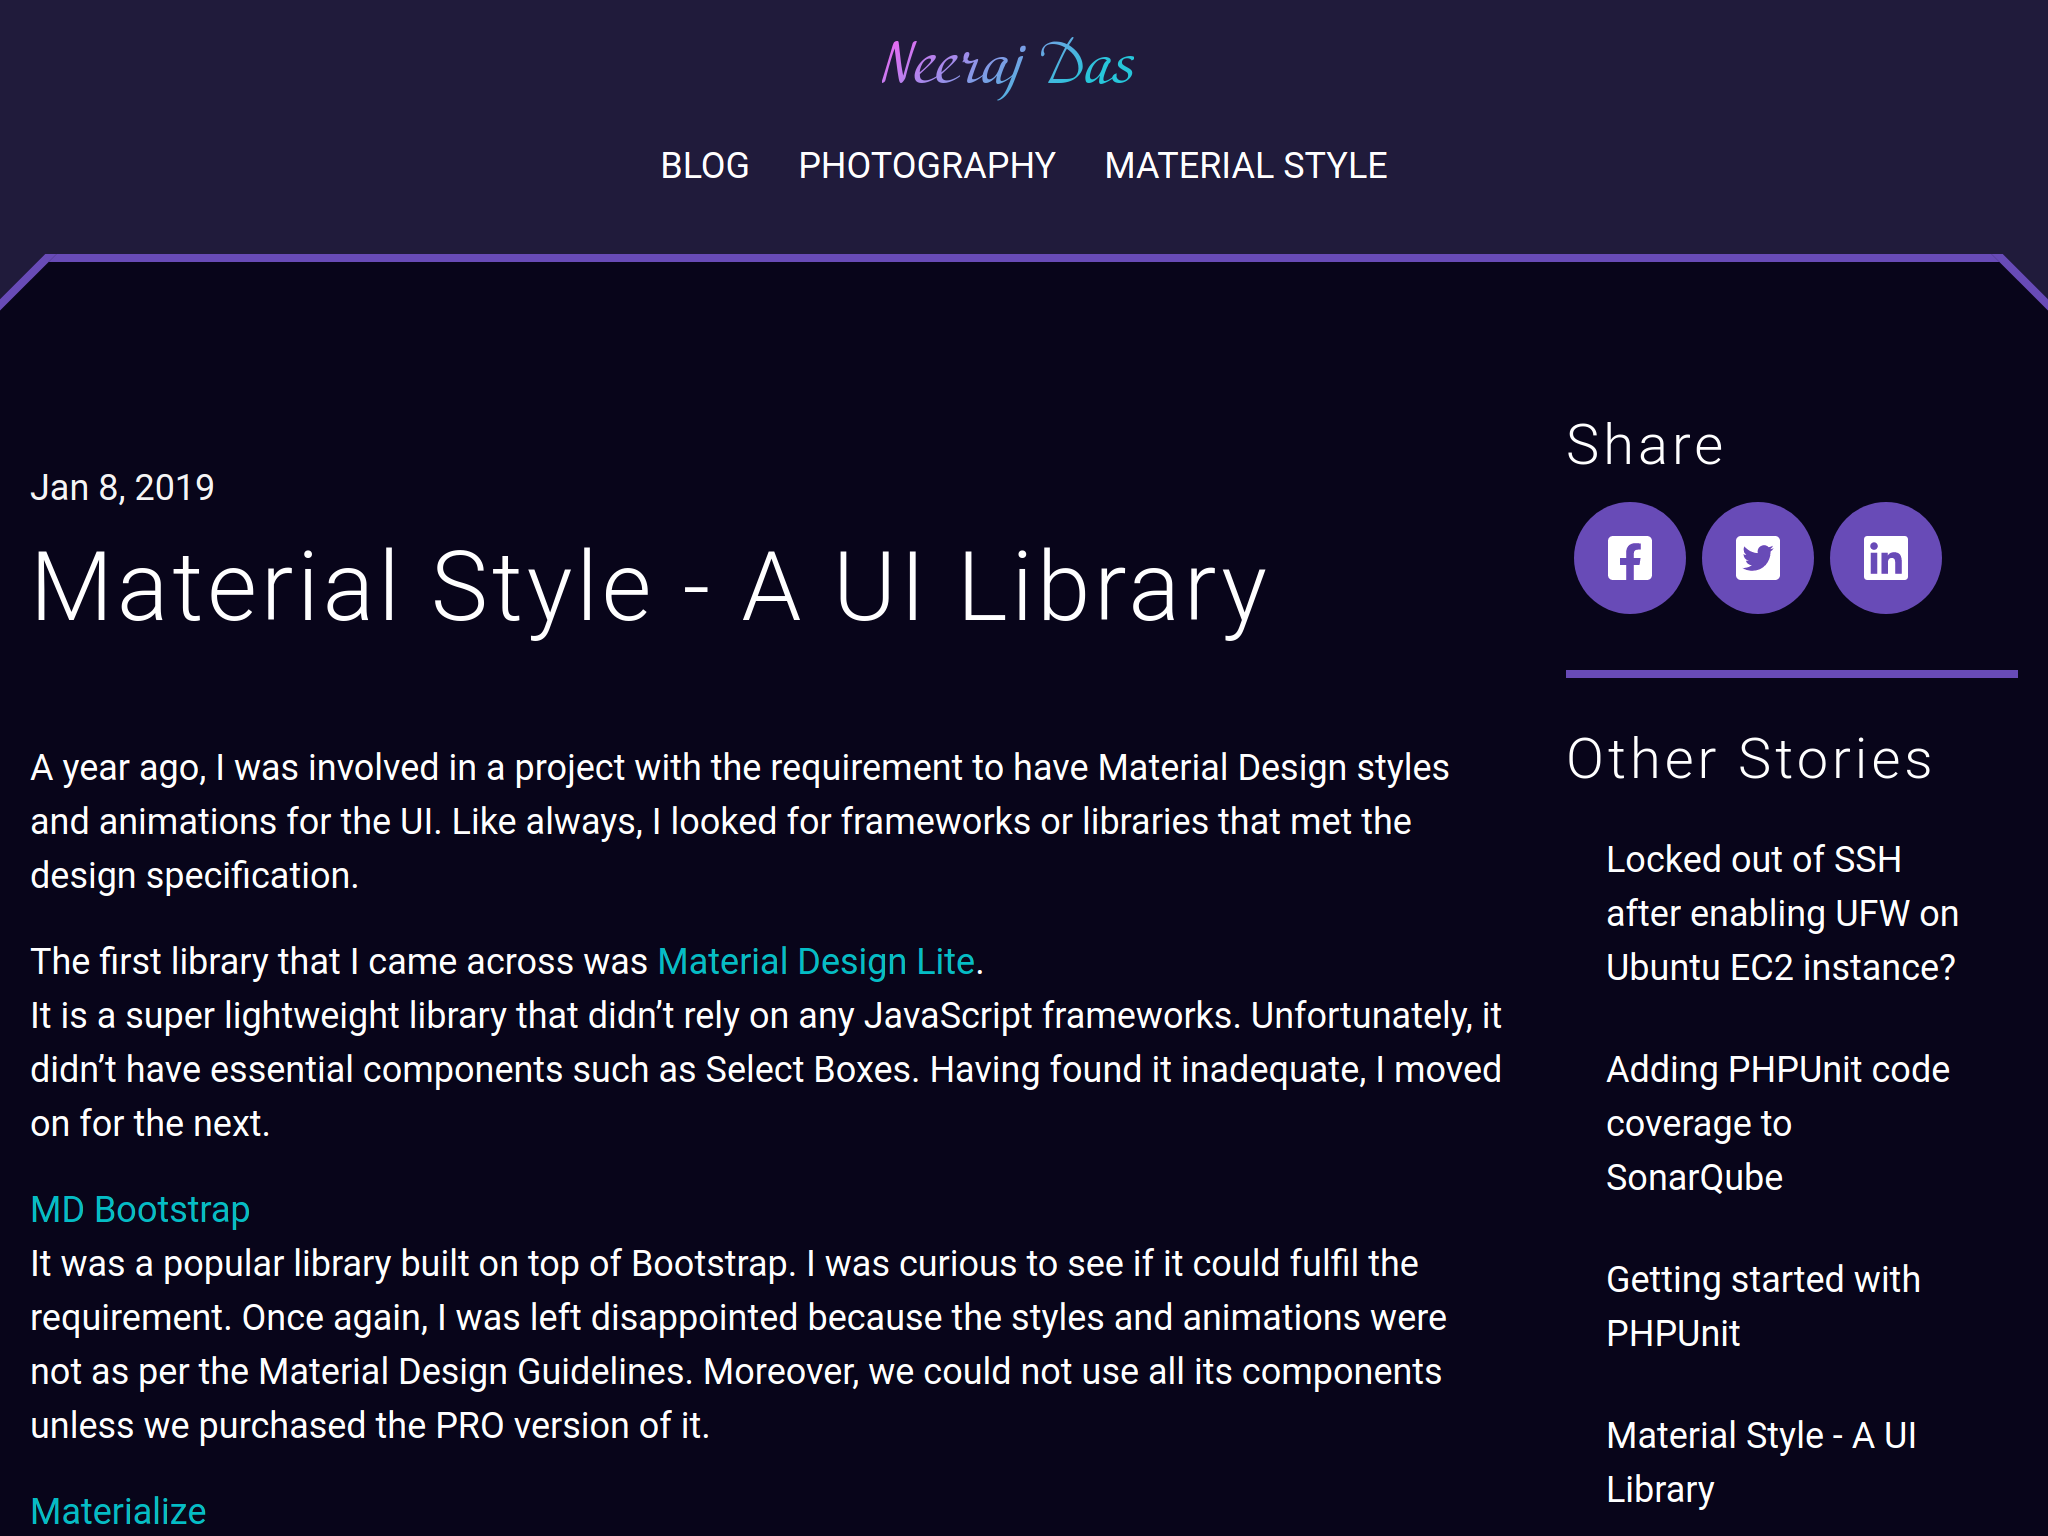 Neeraj Das
BLOG PHOTOGRAPHY MATERIAL STYLE
Jan 8, 2019
Material Style - A UI Library
A year ago, I was involved in a project with the requirement to have Material Design styles
and animations for the UI. Like always, I looked for frameworks or libraries that met the
design specification.
The first library that I came across was Material Design Lite.
It is a super lightweight library that didn’t rely on any JavaScript frameworks. Unfortunately, it
didn’t have essential components such as Select Boxes. Having found it inadequate, I moved
on for the next.
MD Bootstrap
It was a popular library built on top of Bootstrap. I was curious to see if it could fulfil the
requirement. Once again, I was left disappointed because the styles and animations were
not as per the Material Design Guidelines. Moreover, we could not use all its components
unless we purchased the PRO version of it.
Materialize
Share
Other Stories
Locked out of SSH
after enabling UFW on
Ubuntu EC2 instance?
Adding PHPUnit code
coverage to
SonarQube
Getting started with
PHPUnit
Material Style - A UI
Library